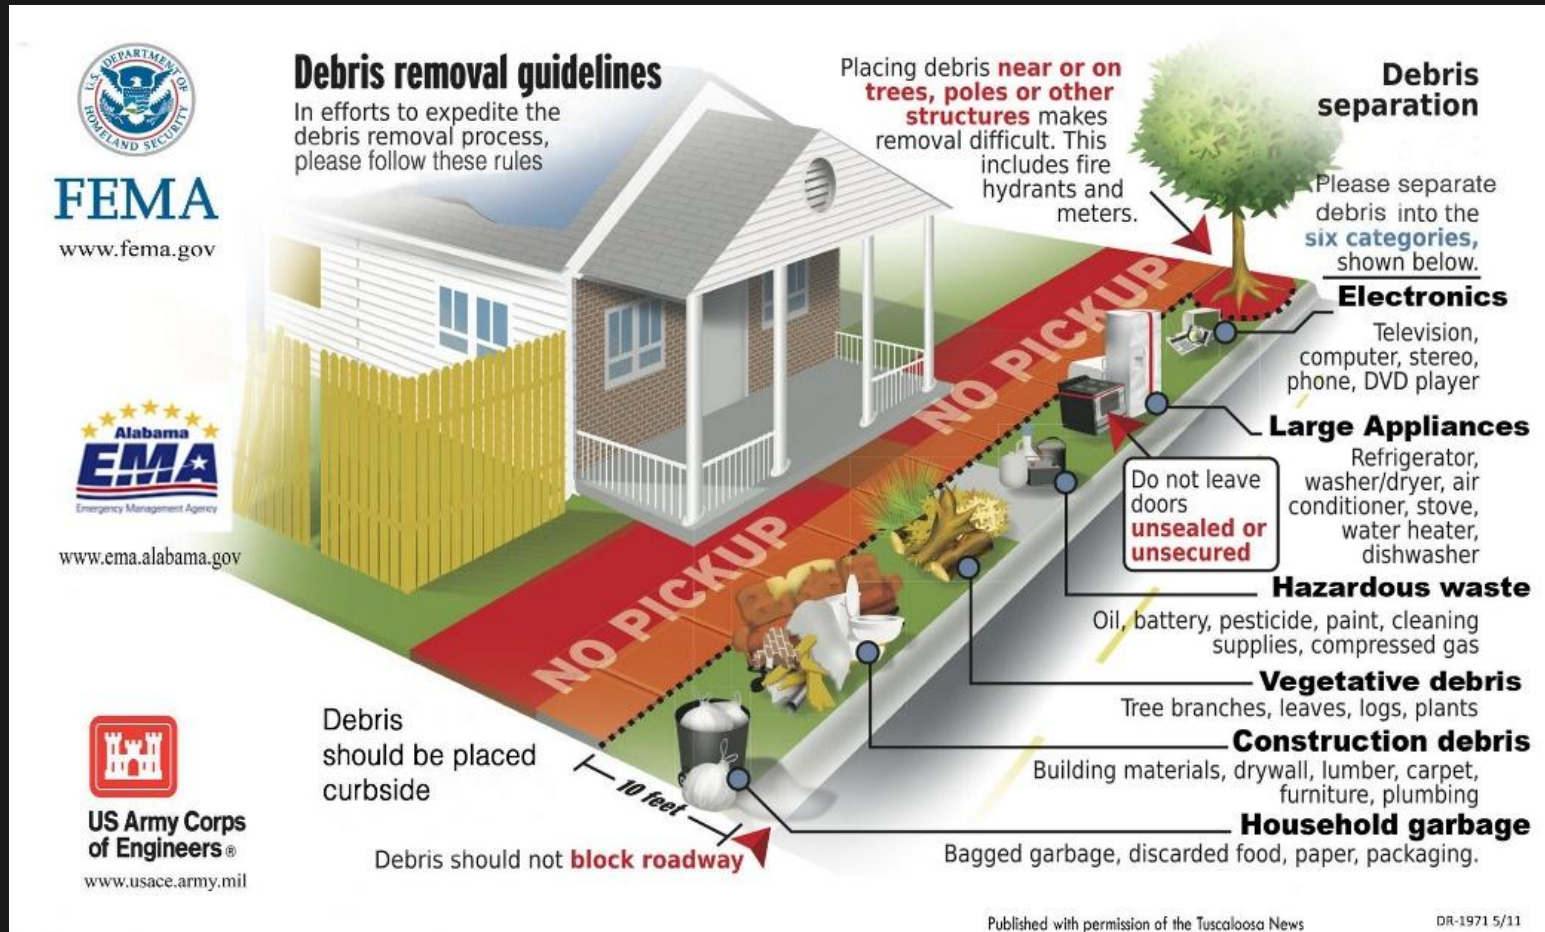 U.S. DEPARTMENT OF
HOMELAND SECURITY
FEMA
www.fema.gov
Alabama
EMA
Emergency Management Agency
www.ema.alabama.gov
US Army Corps
of Engineers®
www.usace.army.mil
Debris removal guidelines
In efforts to expedite the
debris removal process,
please follow these rules
Placing debris near or on
trees, poles or other
structures makes
removal difficult. This
includes fire
hydrants and
meters.
NO PICKUP
NO PICKUP
Debris
should be placed
curbside
10 feet
Debris should not block roadway
Debris
separation
Please separate
debris into the
six categories,
shown below.
Electronics
Television,
computer, stereo,
phone, DVD player
Large Appliances
Refrigerator,
washer/dryer, air
conditioner, stove,
water heater,
dishwasher
Do not leave
doors
unsealed or
unsecured
Hazardous waste
Oil, battery, pesticide, paint, cleaning
supplies, compressed gas
Vegetative debris
Tree branches, leaves, logs, plants
Construction debris
Building materials, drywall, lumber, carpet,
furniture, plumbing
Household garbage
Bagged garbage, discarded food, paper, packaging.
Published with permission of the Tuscaloosa News
DR-1971 5/11